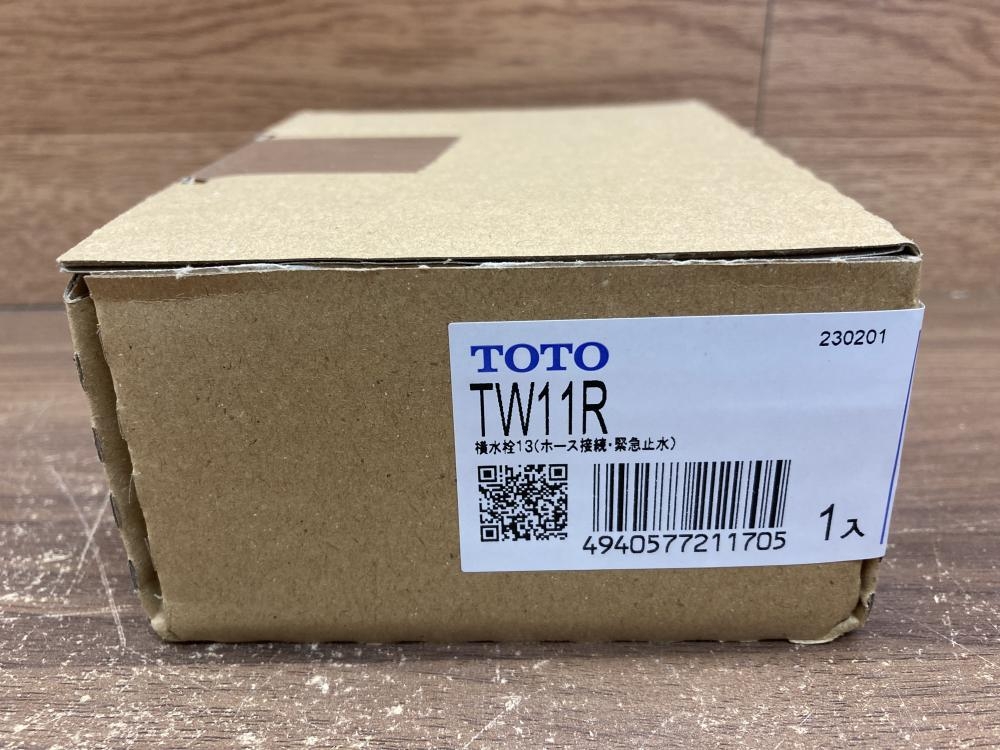 TOTO
230201
TW11R
横水栓13(ホース接続・緊急止水)
4940577211705
1入